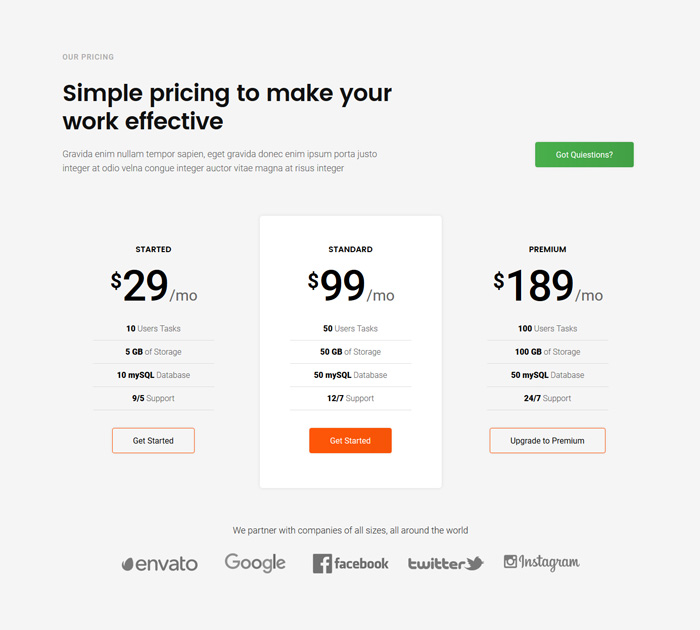 OUR PRICING
Simple pricing to make your
work effective
Gravida enim nullam tempor sapien, eget gravida donec enim ipsum porta justo
integer at odio velna congue integer auctor vitae magna at risus integer
Got Quiestions?
STARTED
$29/mo
10 Users Tasks
5 GB of Storage
10 mySQL Database
9/5 Support
Get Started
STANDARD
$99/mo
50 Users Tasks
50 GB of Storage
50 mySQL Database
12/7 Support
Get Started
PREMIUM
$189/mo
100 Users Tasks
100 GB of Storage
50 mySQL Database
24/7 Support
Upgrade to Premium
We partner with companies of all sizes, all around the world
envato Google facebook twitter Instagram